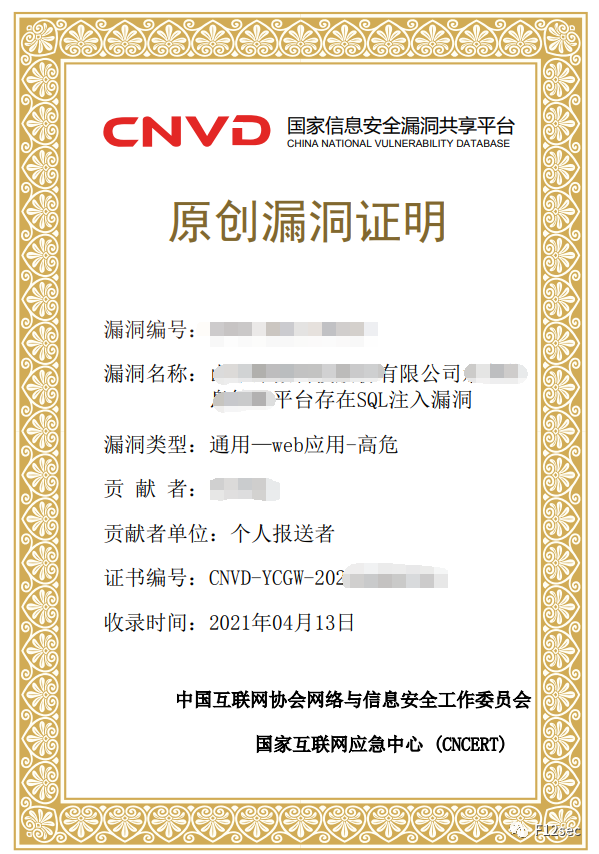 CNVD 国家信息安全漏洞共享平台
CHINA NATIONAL VULNERABILITY DATABASE
原创漏洞证明
漏洞编号：
漏洞名称： 有限公司
平台存在SQL注入漏洞
漏洞类型：通用—web应用-高危
贡 献 者：
贡献者单位：个人报送者
证书编号：CNVD-YCGW-202
收录时间：2021年04月13日
中国互联网协会网络与信息安全工作委员会
国家互联网应急中心 (CNCERT)
F12sec